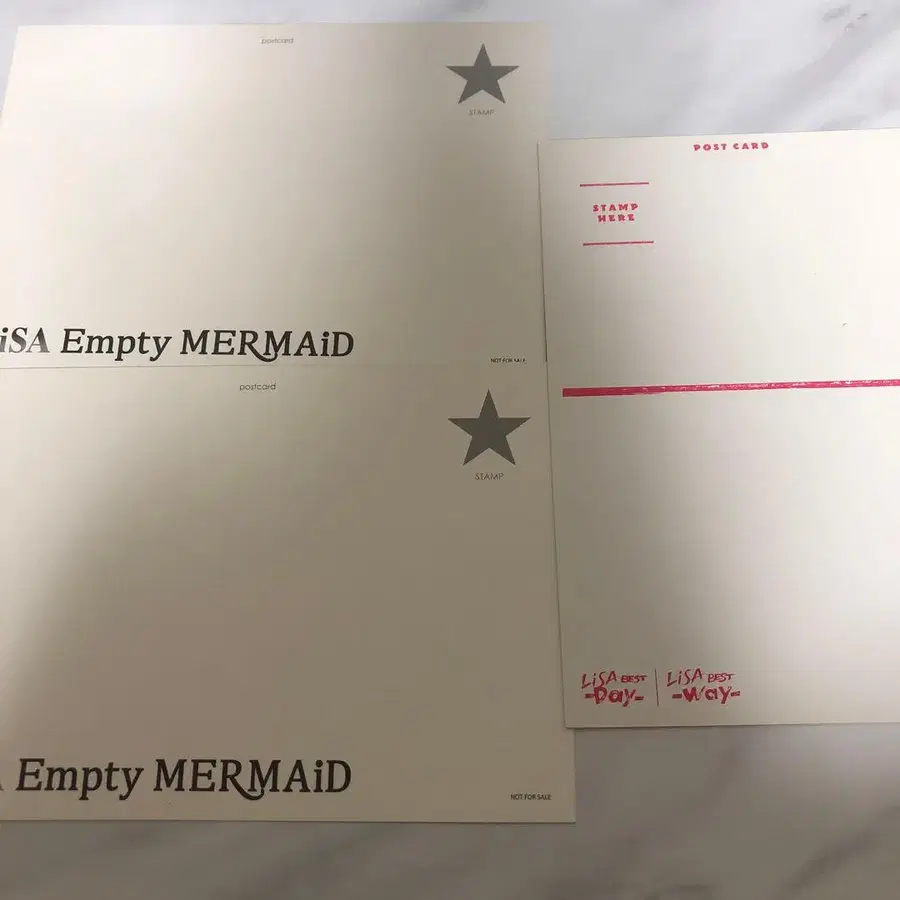 postcard
STAMP
iSA Empty MERMAiD
NOT FOR SALE
postcard
STAMP
Empty MERMAiD
NOT FOR SALE
POST CARD
STAMP
HERE
LiSA BEST
-Day-
LiSA BEST
-Way-